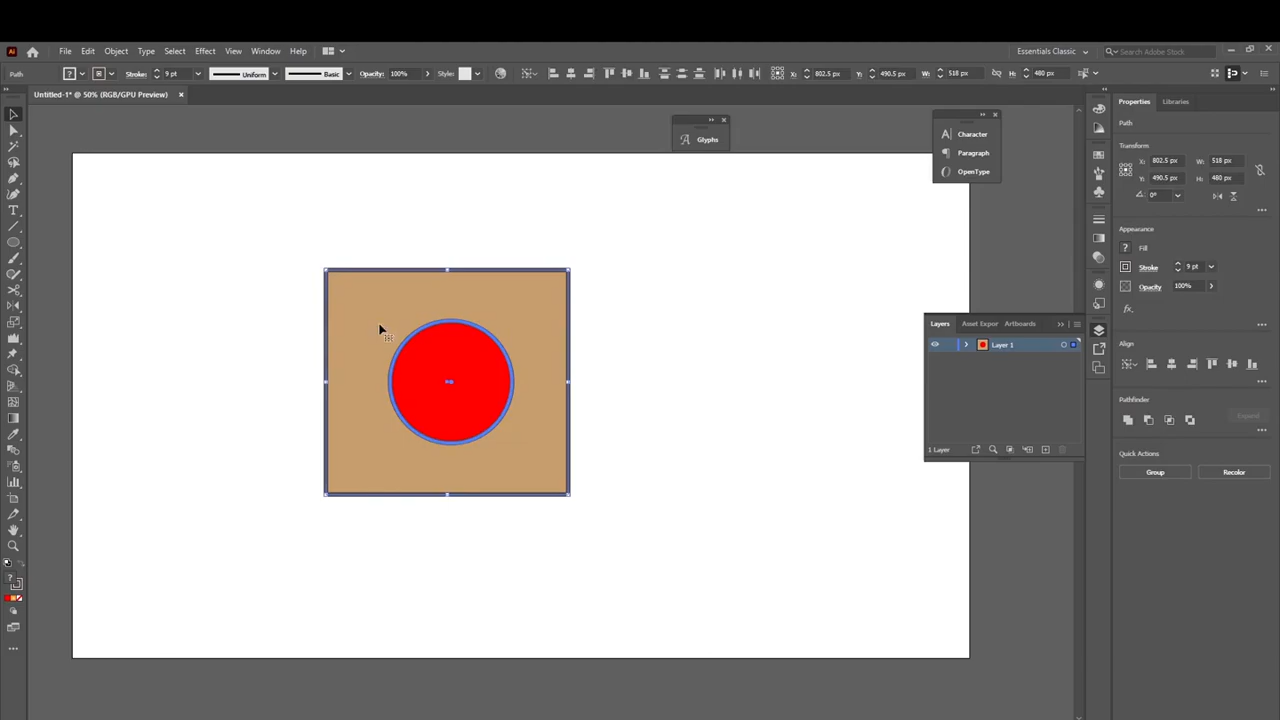 Ai File Edit Object Type Select Effect View Window Help Essentials Classic Search Adobe Stock
Path ? Stroke: 9 pt Uniform Basic Opacity: 100% Style: X: 802.5 px Y: 490.5 px W: 518 px H: 480 px
Untitled-1* @ 50% (RGB/GPU Preview) × Properties Libraries
Path
Glyphs
Character
Paragraph
OpenType
Transform
X: 802.5 px W: 518 px
Y: 490.5 px H: 480 px
0°
Appearance
? Fill
Stroke 9 pt
Opacity 100%
fx.
Layers Asset Expor Artboards
Layer 1
1 Layer
Align
Pathfinder
Expand
Quick Actions
Group Recolor